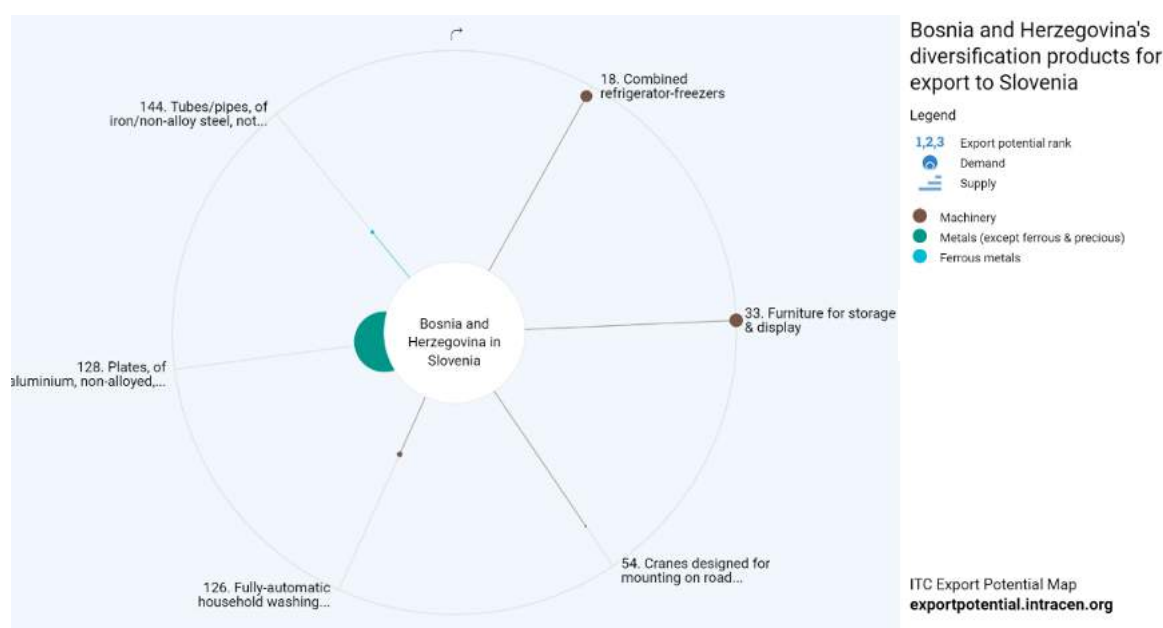 Bosnia and Herzegovina's
diversification products for
export to Slovenia
Legend
1,2,3 Export potential rank
Demand
Supply
Machinery
Metals (except ferrous & precious)
Ferrous metals
18. Combined
refrigerator-freezers
144. Tubes/pipes, of
iron/non-alloy steel, not...
33. Furniture for storage
& display
Bosnia and
Herzegovina in
Slovenia
128. Plates, of
aluminium, non-alloyed,...
54. Cranes designed for
mounting on road...
126. Fully-automatic
household washing...
ITC Export Potential Map
exportpotential.intracen.org